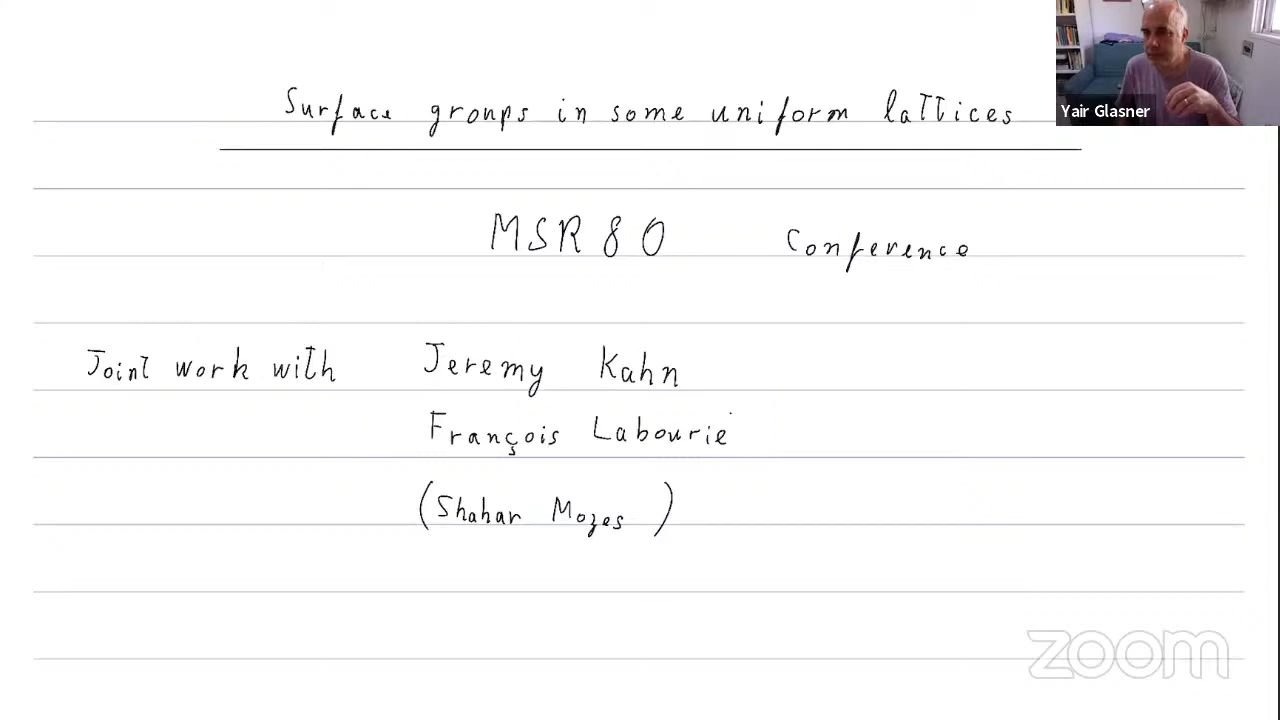 Surface groups in some uniform lattices
Yair Glasner
MSR 80 Conference
Joint work with Jeremy Kahn
François Labourie
(Shahar Mozes)
zoom